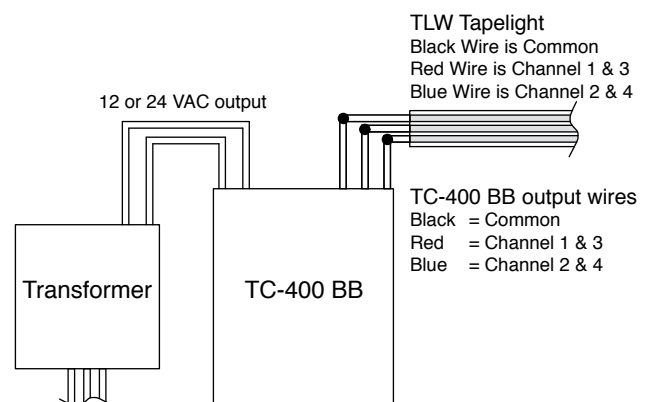 TLW Tapelight
Black Wire is Common
Red Wire is Channel 1 & 3
Blue Wire is Channel 2 & 4
12 or 24 VAC output
TC-400 BB output wires
Black = Common
Red = Channel 1 & 3
Blue = Channel 2 & 4
Transformer
TC-400 BB